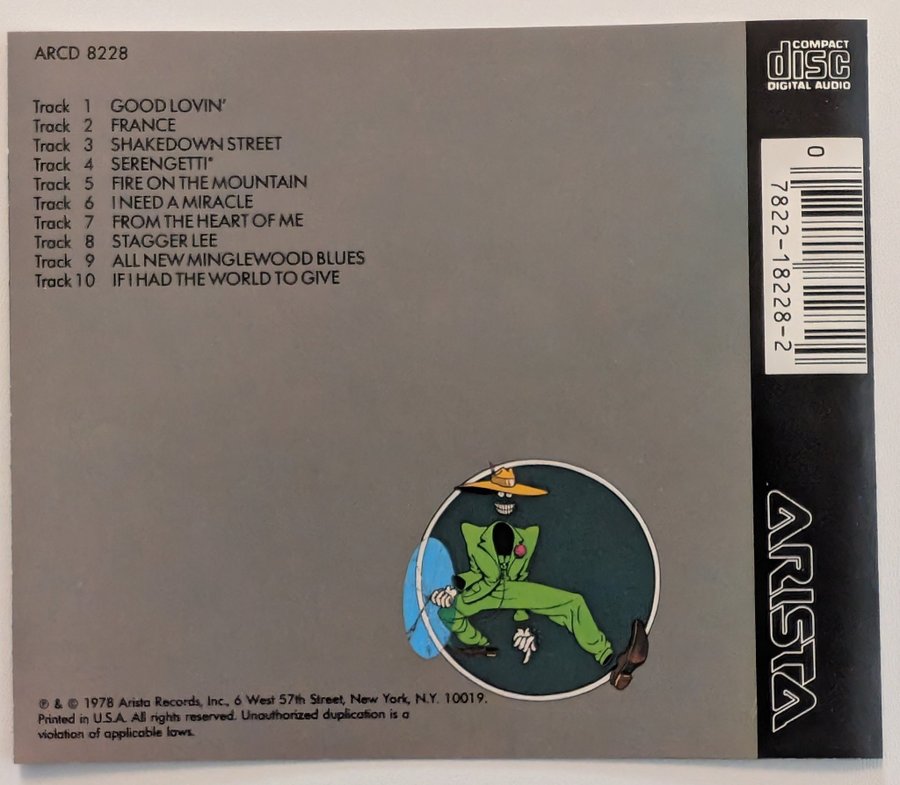 ARCD 8228
Track 1 GOOD LOVIN'
Track 2 FRANCE
Track 3 SHAKEDOWN STREET
Track 4 SERENGETTI*
Track 5 FIRE ON THE MOUNTAIN
Track 6 I NEED A MIRACLE
Track 7 FROM THE HEART OF ME
Track 8 STAGGER LEE
Track 9 ALL NEW MINGLEWOOD BLUES
Track 10 IF I HAD THE WORLD TO GIVE
℗ & © 1978 Arista Records, Inc., 6 West 57th Street, New York, N.Y. 10019.
Printed in U.S.A. All rights reserved. Unauthorized duplication is a
violation of applicable laws.
COMPACT
disc
DIGITAL AUDIO
0
7822-18228-2
ARISTA